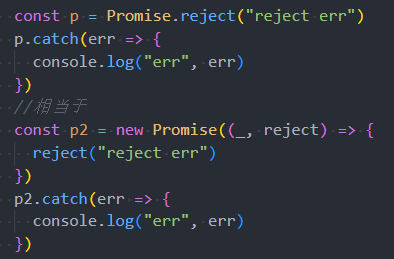 const p = Promise.reject("reject err")
p.catch(err => {
  console.log("err", err)
})
//相当于
const p2 = new Promise((_, reject) => {
  reject("reject err")
})
p2.catch(err => {
  console.log("err", err)
})